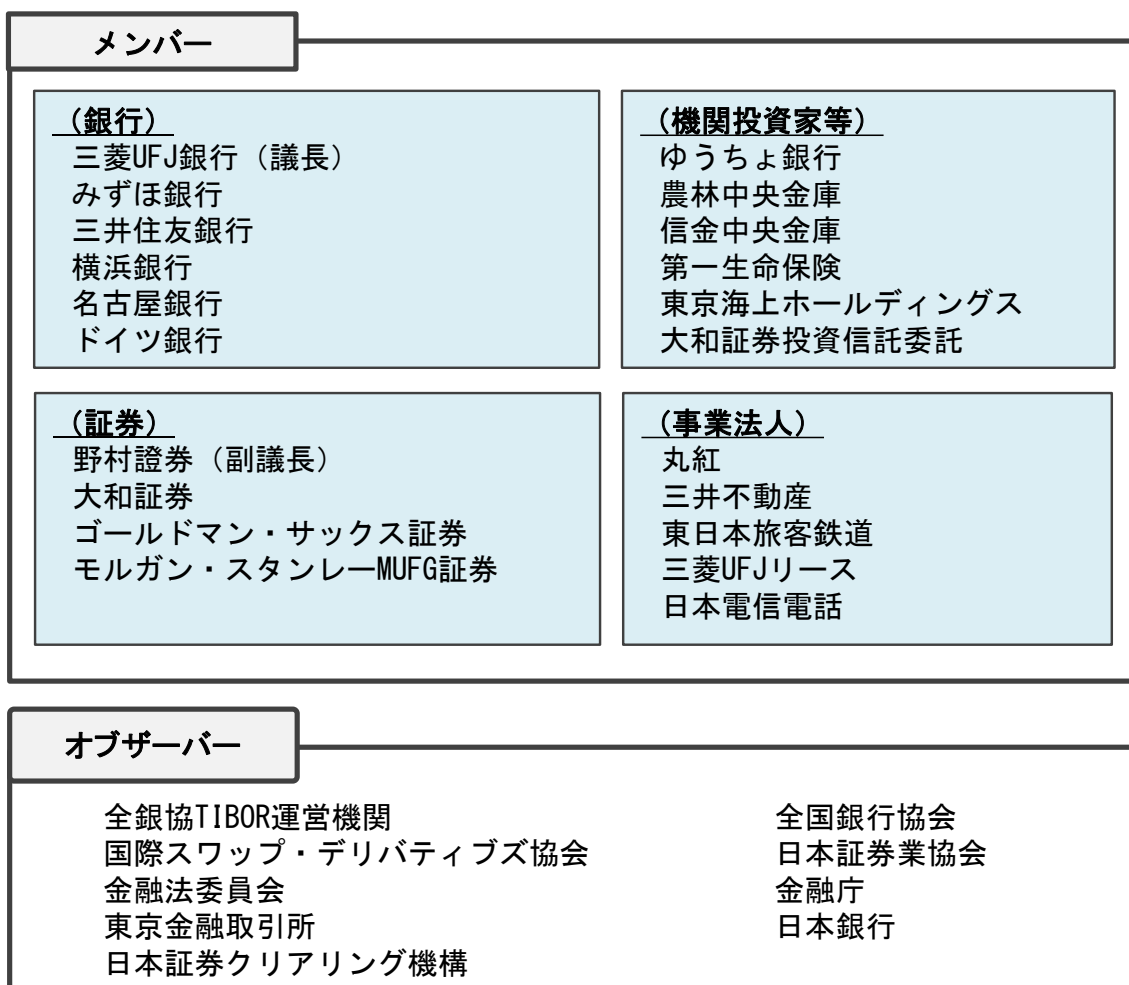 メンバー
（銀行）
三菱UFJ銀行（議長）
みずほ銀行
三井住友銀行
横浜銀行
名古屋銀行
ドイツ銀行
（機関投資家等）
ゆうちょ銀行
農林中央金庫
信金中央金庫
第一生命保険
東京海上ホールディングス
大和証券投資信託委託
（証券）
野村證券（副議長）
大和証券
ゴールドマン・サックス証券
モルガン・スタンレーMUFG証券
（事業法人）
丸紅
三井不動産
東日本旅客鉄道
三菱UFJリース
日本電信電話
オブザーバー
全銀協TIBOR運営機関
国際スワップ・デリバティブズ協会
金融法委員会
東京金融取引所
日本証券クリアリング機構
全国銀行協会
日本証券業協会
金融庁
日本銀行